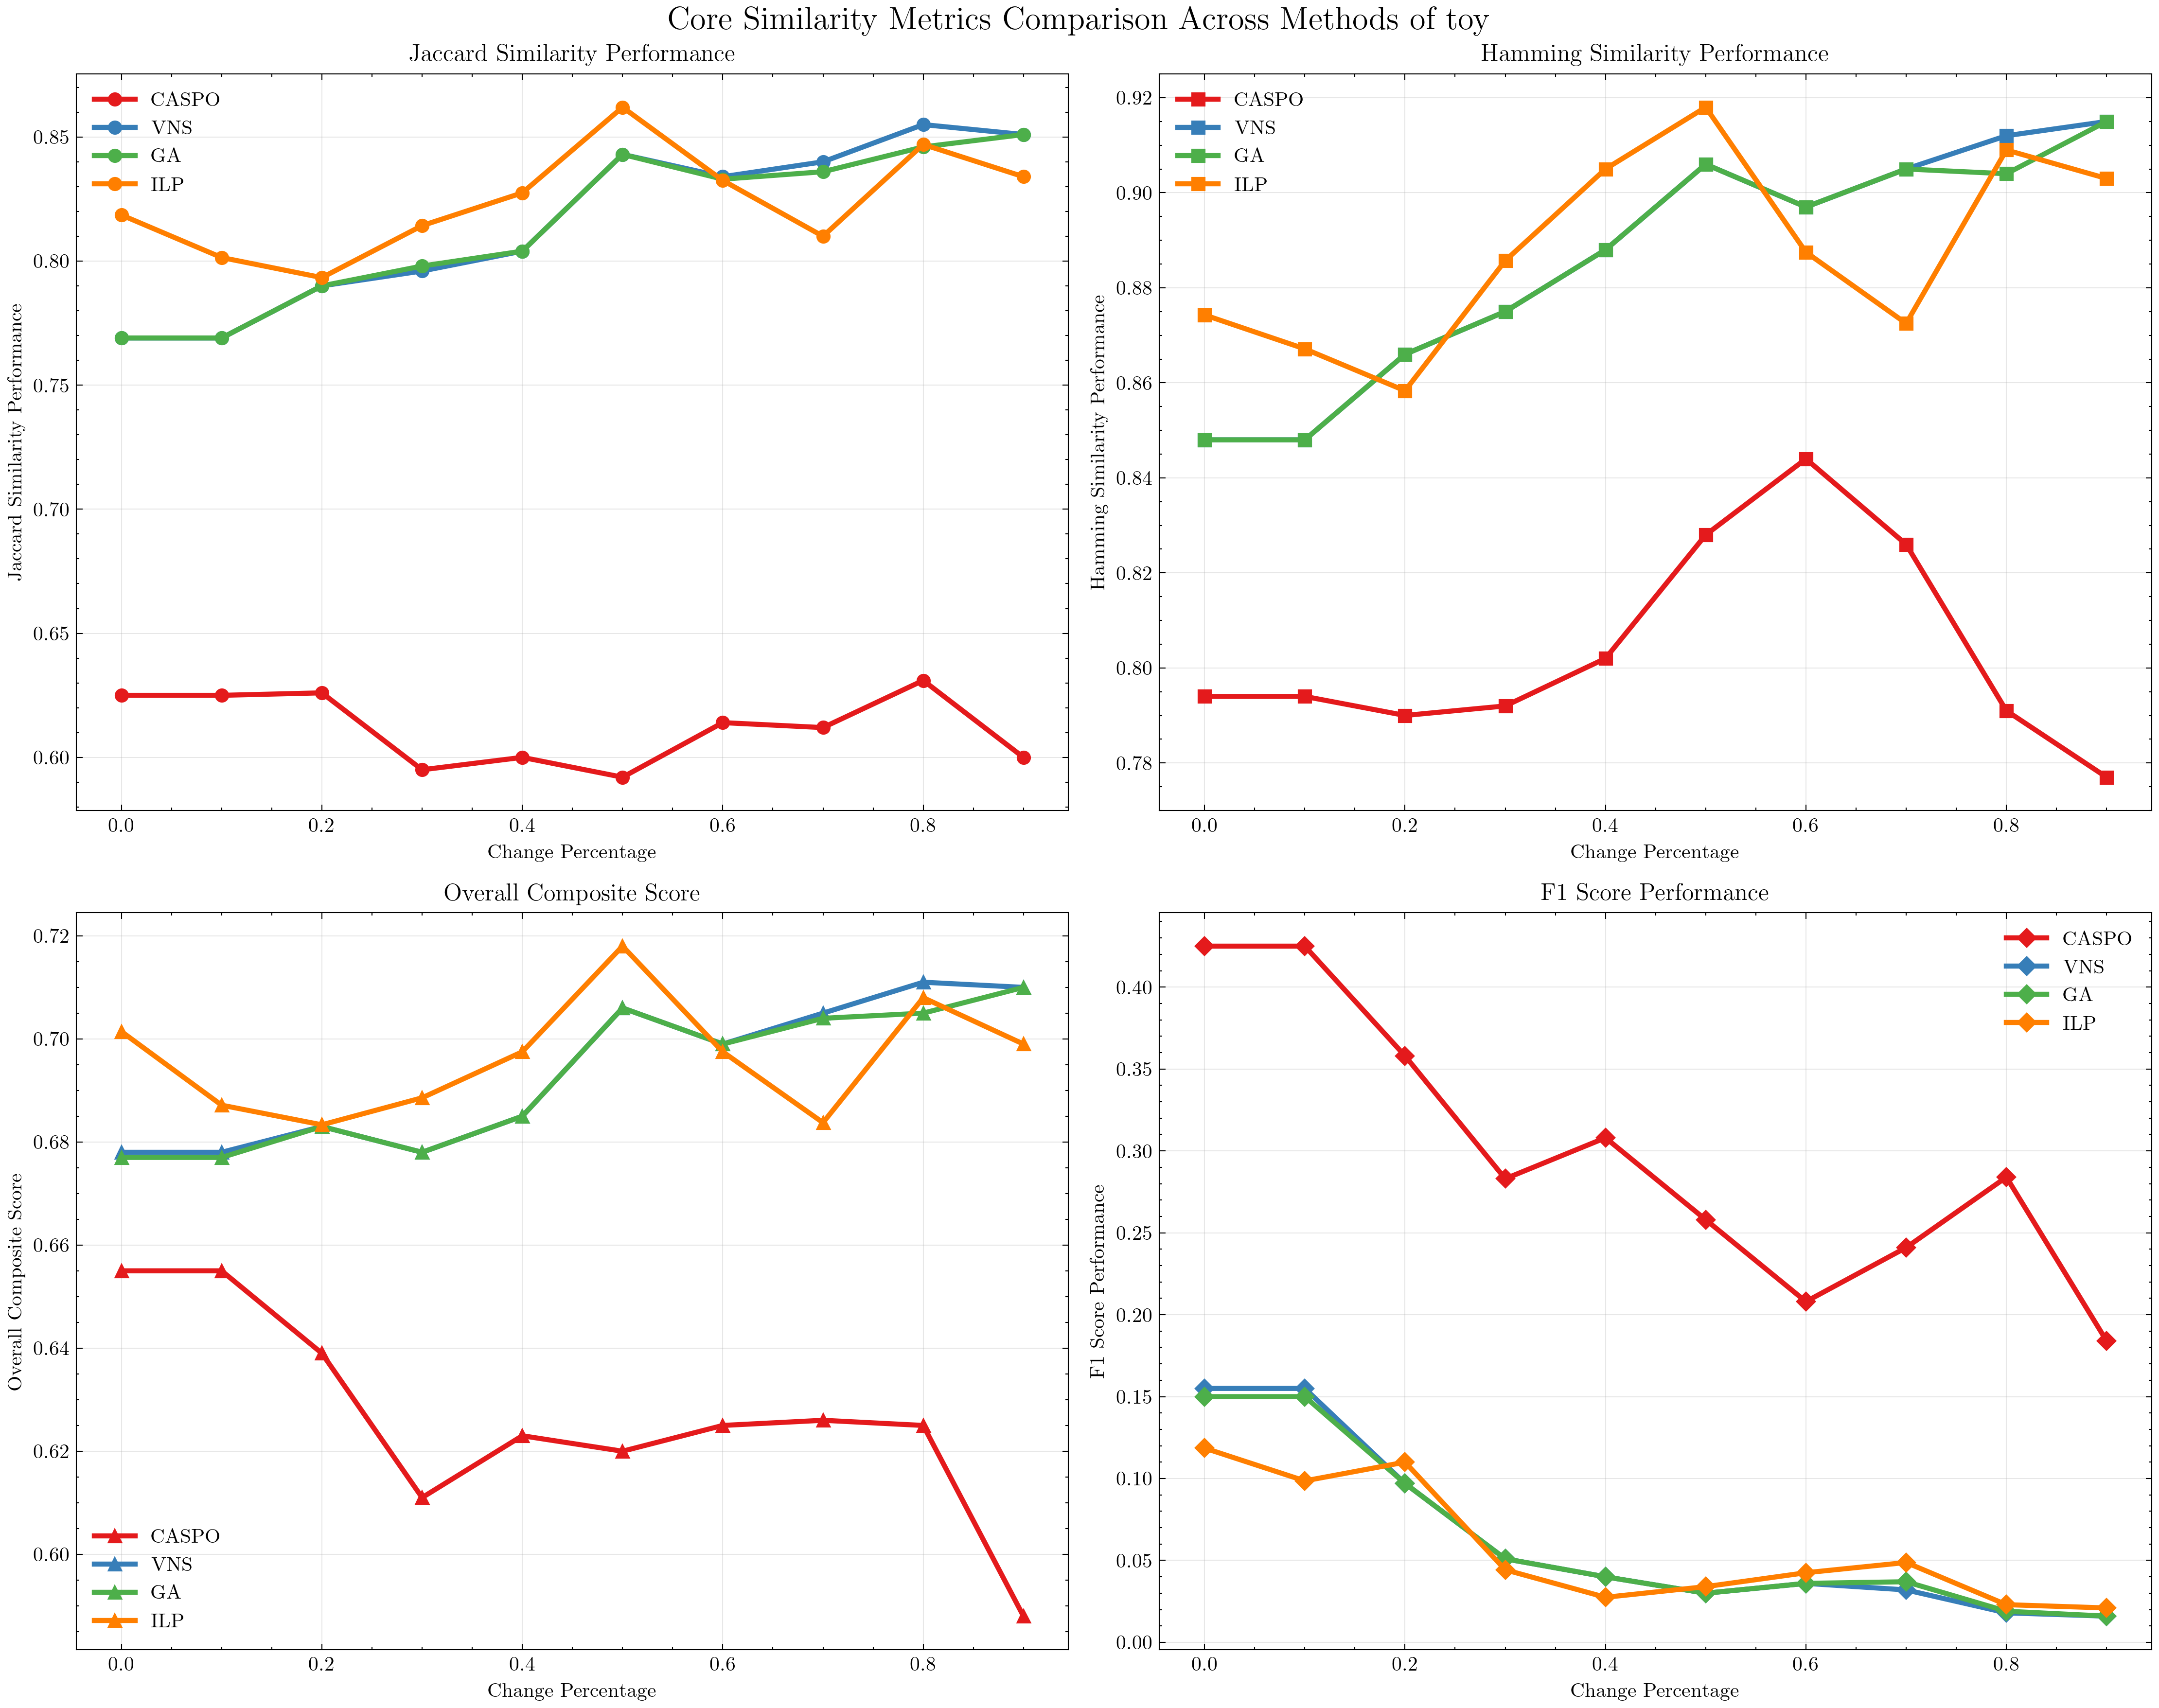 Core Similarity Metrics Comparison Across Methods of toy
Jaccard Similarity Performance
Jaccard Similarity Performance
0.85
0.80
0.75
0.70
0.65
0.60
CASPO
VNS
GA
ILP
0.0 0.2 0.4 0.6 0.8
Change Percentage
Hamming Similarity Performance
Hamming Similarity Performance
0.92
0.90
0.88
0.86
0.84
0.82
0.80
0.78
CASPO
VNS
GA
ILP
0.0 0.2 0.4 0.6 0.8
Change Percentage
Overall Composite Score
Overall Composite Score
0.72
0.70
0.68
0.66
0.64
0.62
0.60
CASPO
VNS
GA
ILP
0.0 0.2 0.4 0.6 0.8
Change Percentage
F1 Score Performance
F1 Score Performance
0.40
0.35
0.30
0.25
0.20
0.15
0.10
0.05
0.00
CASPO
VNS
GA
ILP
0.0 0.2 0.4 0.6 0.8
Change Percentage